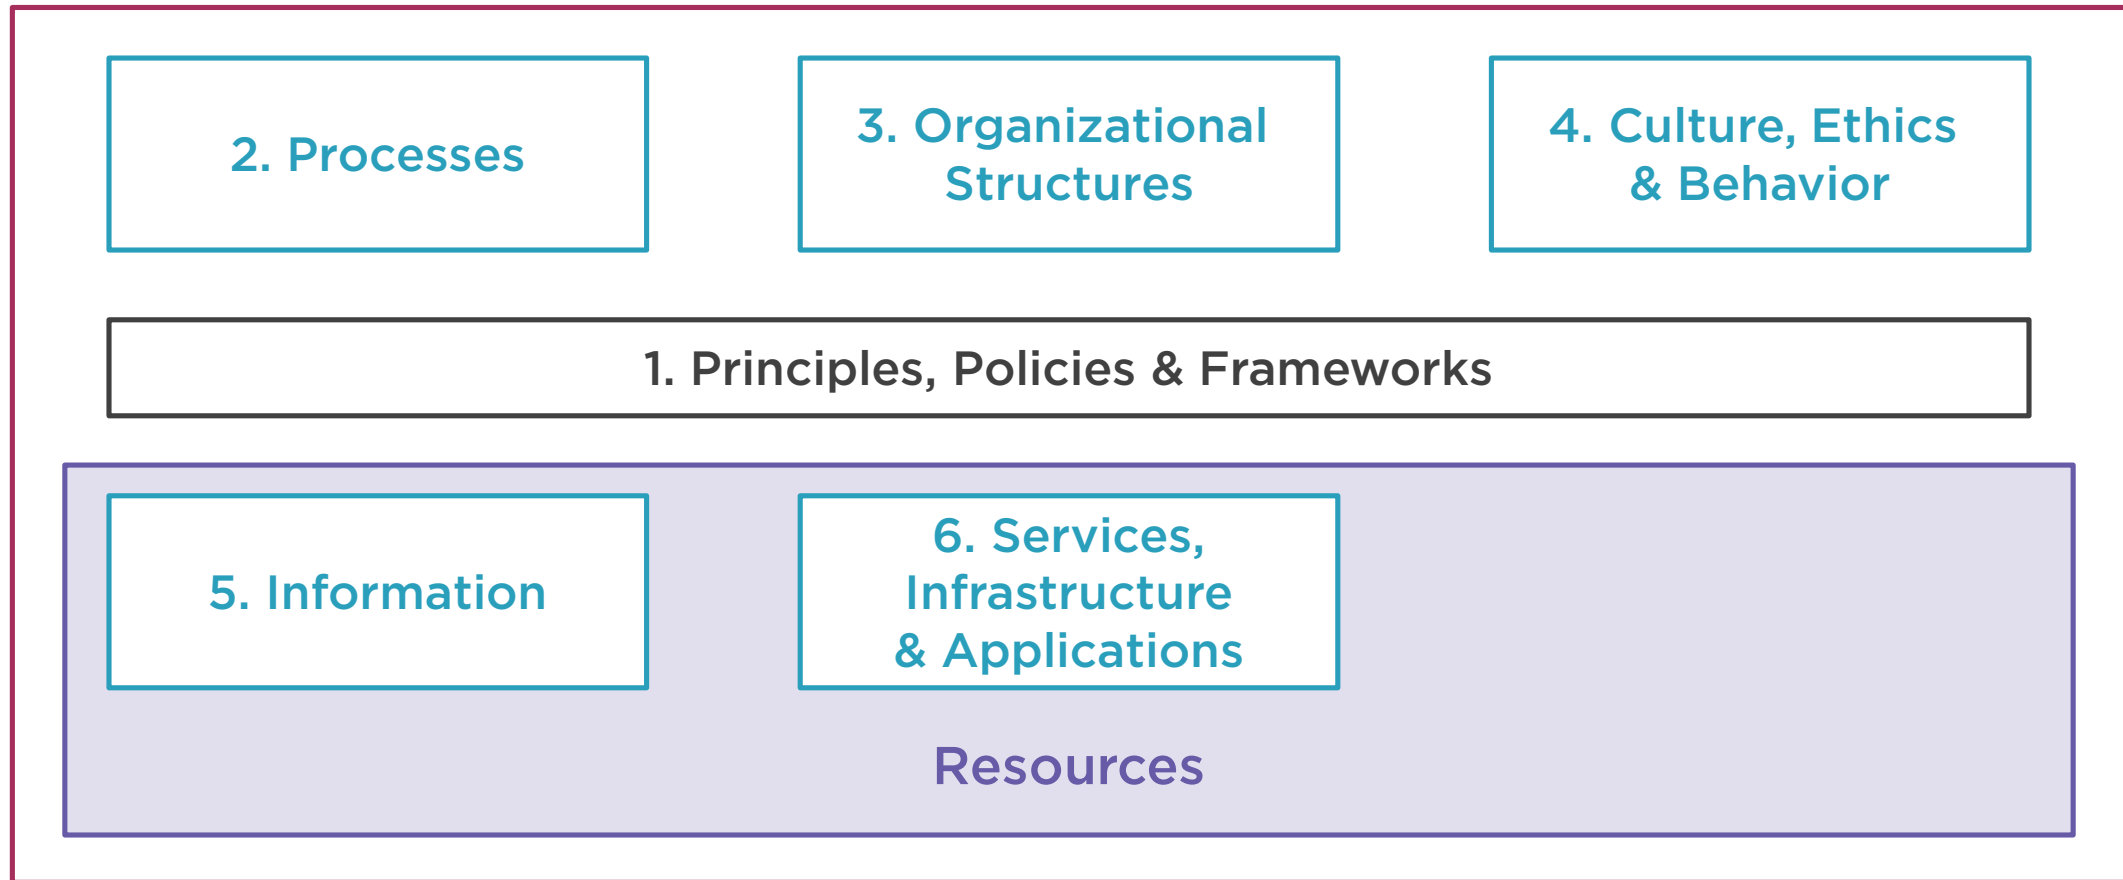 2. Processes
3. Organizational
Structures
4. Culture, Ethics
& Behavior
1. Principles, Policies & Frameworks
5. Information
6. Services,
Infrastructure
& Applications
Resources